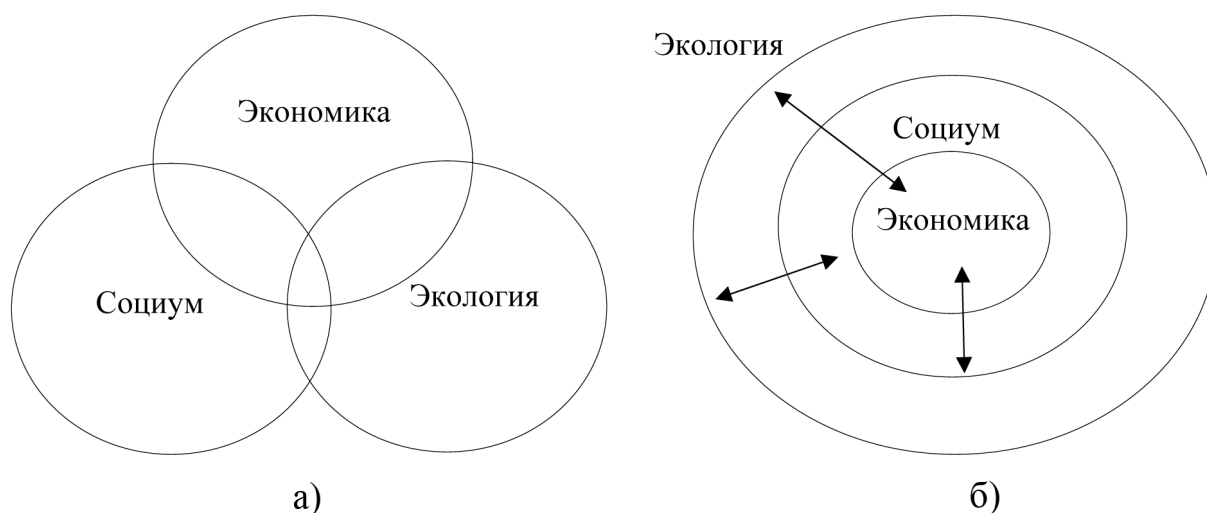 Экономика
Социум
Экология
а)
Экология
Социум
Экономика
б)